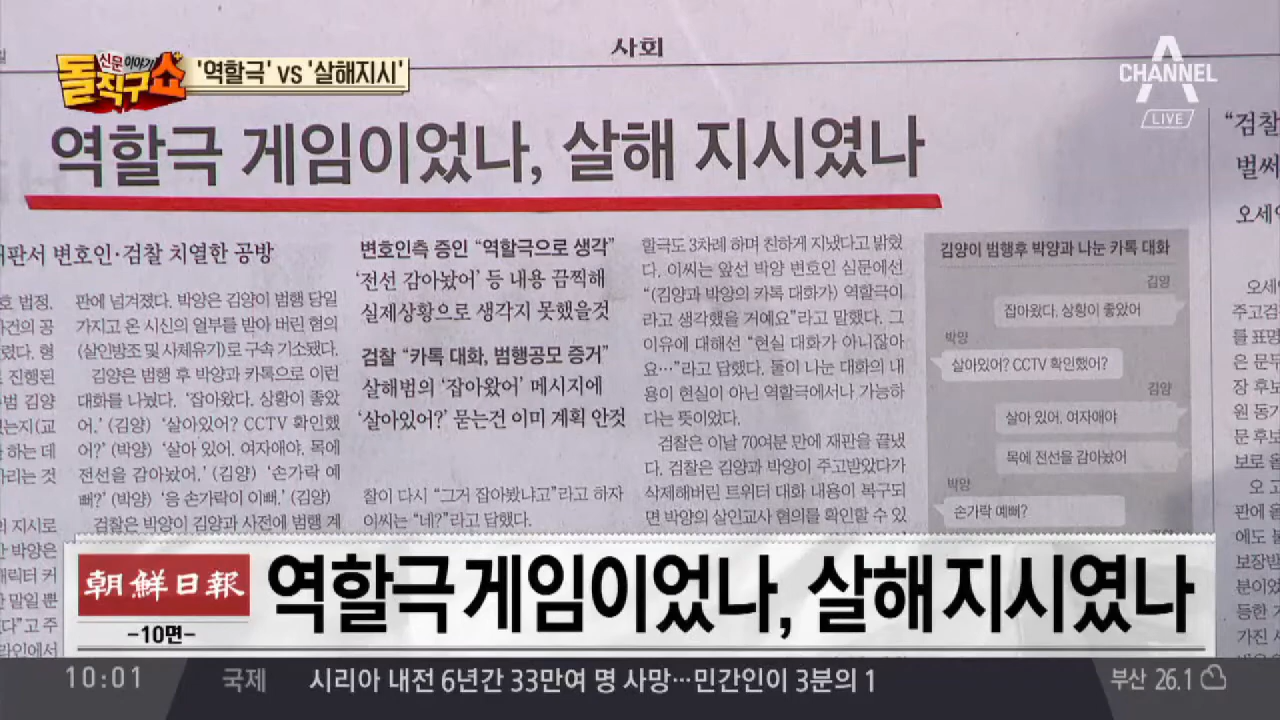 사회
신문이야기
돌직구쇼
'역할극' vs '살해지시'
CHANNEL A
LIVE
역할극 게임이었나, 살해 지시였나
판서 변호인·검찰 치열한 공방
호 법정.
판에 넘겨졌다. 박양은 김양이 범행 당일
가지고 온 시신의 일부를 받아 버린 혐의
(살인방조 및 사체유기)로 구속 기소됐다.
김양은 범행 후 박양과 카톡으로 이런
대화를 나눴다. '잡아왔다. 상황이 좋았
어.' (김양) '살아있어? CCTV 확인했
어?' (박양) '살아 있어. 여자애야. 목에
전선을 감아놨어.' (김양) '손가락 예
뻐?' (박양) '응 손가락이 이뻐.' (김양)
검찰은 박양이 김양과 사전에 범행 계
변호인측 증인 "역할극으로 생각"
'전선 감아놨어' 등 내용 끔찍해
실제상황으로 생각지 못했을것
검찰 "카톡 대화, 범행공모 증거"
살해범의 '잡아왔어' 메시지에
'살아있어?' 묻는건 이미 계획 안것
찰이 다시 "그거 잡아봤냐고"라고 하자
이씨는 "네?"라고 답했다.
할극도 3차례 하며 친하게 지냈다고 밝혔
다. 이씨는 앞선 박양 변호인 심문에선
"(김양과 박양의 카톡 대화가) 역할극이
라고 생각했을 거예요"라고 말했다. 그
이유에 대해선 "현실 대화가 아니잖아
요…"라고 답했다. 둘이 나눈 대화의 내
용이 현실이 아닌 역할극에서나 가능하
다는 뜻이었다.
검찰은 이날 70여분 만에 재판을 끝냈
다. 검찰은 김양과 박양이 주고받았다가
삭제해버린 트위터 대화 내용이 복구되
면 박양의 살인교사 혐의를 확인할 수 있
김양이 범행후 박양과 나눈 카톡 대화
김양
잡아왔다. 상황이 좋았어
박양
살아있어? CCTV 확인했어?
김양
살아 있어. 여자애야
목에 전선을 감아놨어
박양
손가락 예뻐?
"검찰
벌써
오세
朝鮮日報
-10면-
역할극 게임이었나, 살해 지시였나
10:01
국제
시리아 내전 6년간 33만여 명 사망…민간인이 3분의 1
부산 26.1